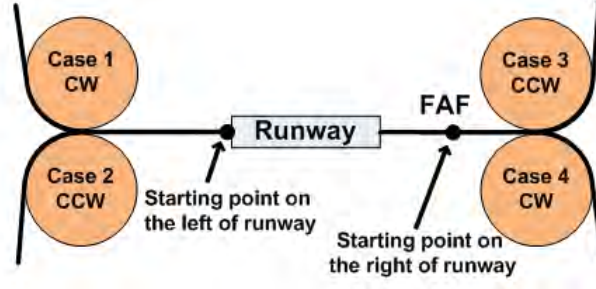 Case 1
CW
Case 3
CCW
FAF
Runway
Case 2
CCW
Case 4
CW
Starting point on
the left of runway
Starting point on
the right of runway